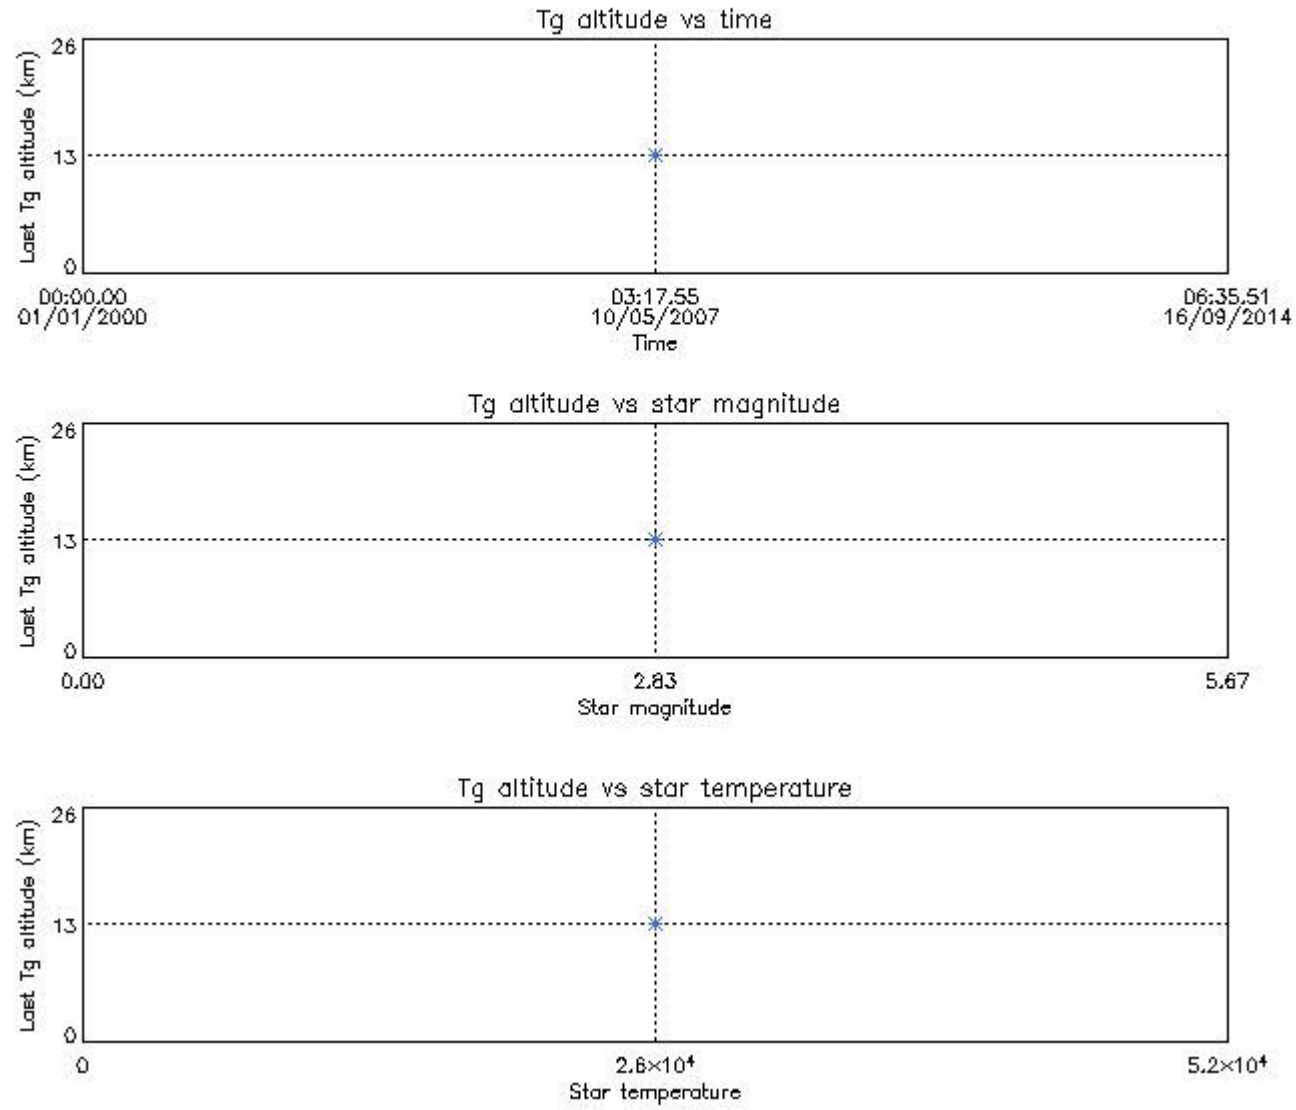 Tg altitude vs time
26
13
0
Last Tg altitude (km)
00:00.00 03:17.55 06:35.51
01/01/2000 10/05/2007 16/09/2014
Time
Tg altitude vs star magnitude
26
13
0
Last Tg altitude (km)
0.00 2.83 5.67
Star magnitude
Tg altitude vs star temperature
26
13
0
Last Tg altitude (km)
0 2.6×10⁴ 5.2×10⁴
Star temperature